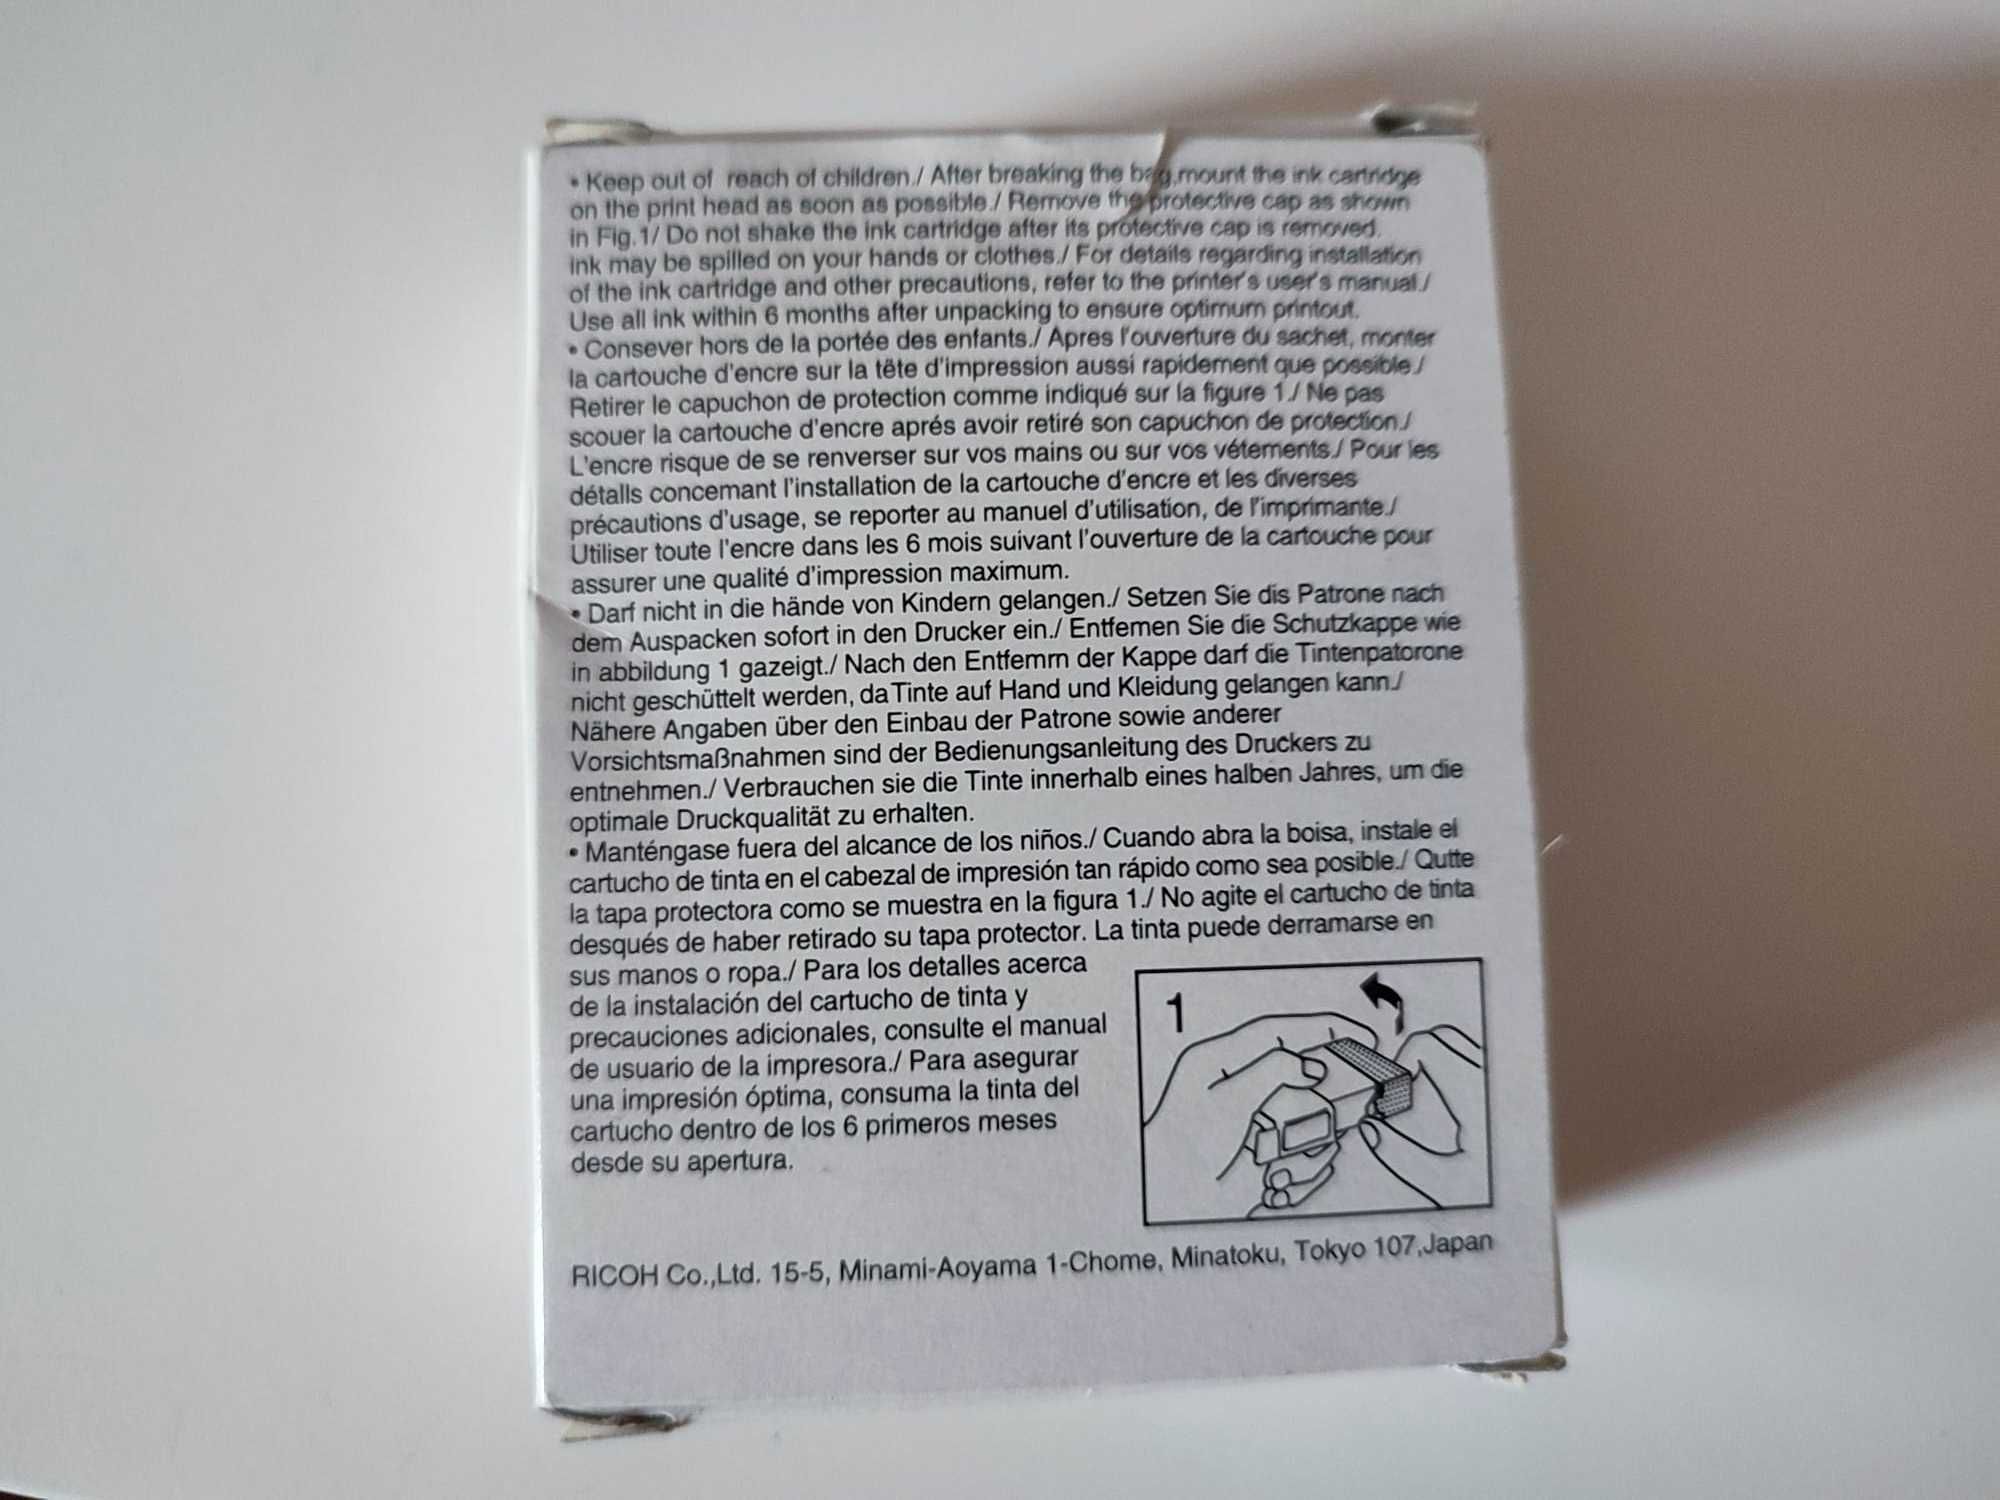 • Keep out of reach of children./ After breaking the bag,mount the ink cartridge
on the print head as soon as possible./ Remove the protective cap as shown
in Fig.1/ Do not shake the ink cartridge after its protective cap is removed.
ink may be spilled on your hands or clothes./ For details regarding installation
of the ink cartridge and other precautions, refer to the printer's user's manual./
Use all ink within 6 months after unpacking to ensure optimum printout.
• Consever hors de la portée des enfants./ Apres l'ouverture du sachet, monter
la cartouche d'encre sur la tëte d'impression aussi rapidement que possible./
Retirer le capuchon de protection comme indiqué sur la figure 1./ Ne pas
scouer la cartouche d'encre aprés avoir retiré son capuchon de protection./
L'encre risque de se renverser sur vos mains ou sur vos vétements./ Pour les
détalls concemant l'installation de la cartouche d'encre et les diverses
précautions d'usage, se reporter au manuel d'utilisation, de l'imprimante./
Utiliser toute l'encre dans les 6 mois suivant l'ouverture de la cartouche pour
assurer une qualité d'impression maximum.
• Darf nicht in die hände von Kindern gelangen./ Setzen Sie dis Patrone nach
dem Auspacken sofort in den Drucker ein./ Entfemen Sie die Schutzkappe wie
in abbildung 1 gazeigt./ Nach den Entfemrn der Kappe darf die Tintenpatorone
nicht geschüttelt werden, da Tinte auf Hand und Kleidung gelangen kann./
Nähere Angaben über den Einbau der Patrone sowie anderer
Vorsichtsmaßnahmen sind der Bedienungsanleitung des Druckers zu
entnehmen./ Verbrauchen sie die Tinte innerhalb eines halben Jahres, um die
optimale Druckqualität zu erhalten.
• Manténgase fuera del alcance de los niños./ Cuando abra la boisa, instale el
cartucho de tinta en el cabezal de impresión tan rápido como sea posible./ Qutte
la tapa protectora como se muestra en la figura 1./ No agite el cartucho de tinta
desqués de haber retirado su tapa protector. La tinta puede derramarse en
sus manos o ropa./ Para los detalles acerca
de la instalación del cartucho de tinta y
precauciones adicionales, consulte el manual
de usuario de la impresora./ Para asegurar
una impresión óptima, consuma la tinta del
cartucho dentro de los 6 primeros meses
desde su apertura.
1
RICOH Co.,Ltd. 15-5, Minami-Aoyama 1-Chome, Minatoku, Tokyo 107,Japan